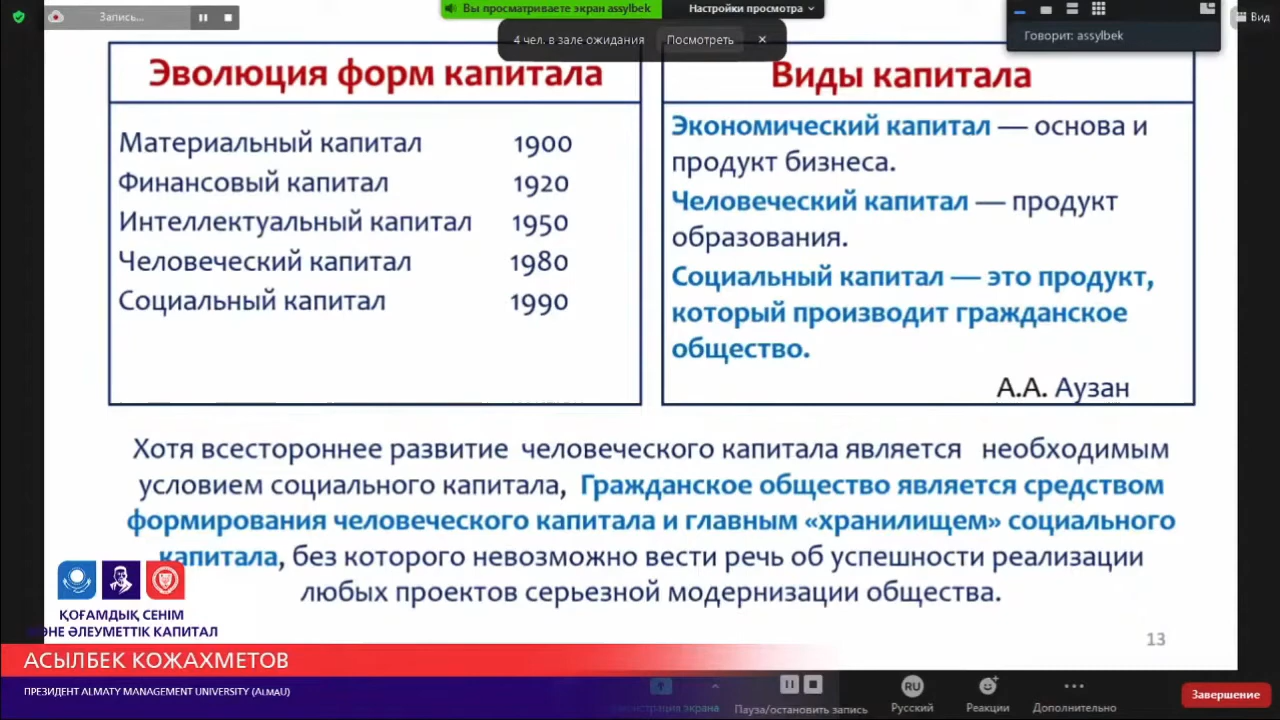 Запись...
Вы просматриваете экран assylbek
Настройки просмотра
4 чел. в зале ожидания
Посмотреть
Говорит: assylbek
Вид
Эволюция форм капитала
Материальный капитал 1900
Финансовый капитал 1920
Интеллектуальный капитал 1950
Человеческий капитал 1980
Социальный капитал 1990
Виды капитала
Экономический капитал — основа и
продукт бизнеса.
Человеческий капитал — продукт
образования.
Социальный капитал — это продукт,
который производит гражданское
общество.
А.А. Аузан
Хотя всестороннее развитие человеческого капитала является необходимым
условием социального капитала, Гражданское общество является средством
формирования человеческого капитала и главным «хранилищем» социального
капитала, без которого невозможно вести речь об успешности реализации
любых проектов серьезной модернизации общества.
13
ҚОҒАМДЫҚ СЕНІМ
ЖӘНЕ ӘЛЕУМЕТТІК КАПИТАЛ
АСЫЛБЕК КОЖАХМЕТОВ
ПРЕЗИДЕНТ ALMATY MANAGEMENT UNIVERSITY (AlmaU)
экрана
Пауза/остановить запись
RU
Русский
Реакции
Дополнительно
Завершение